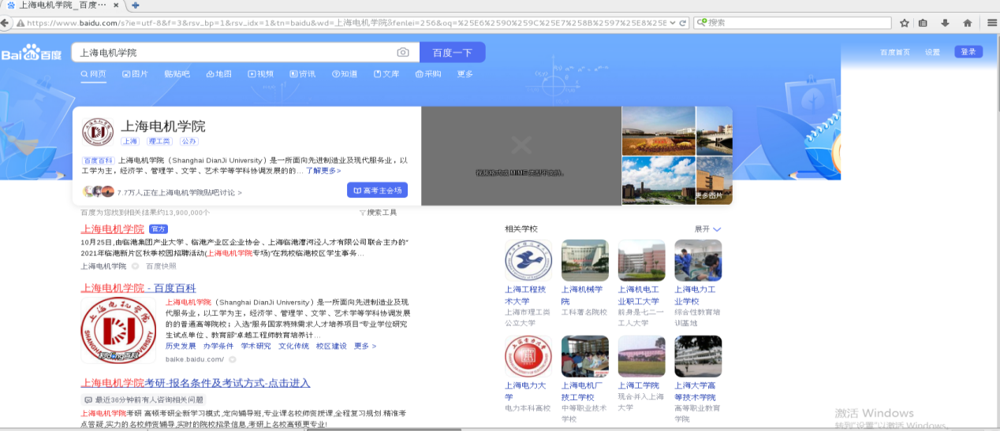 上海电机学院_百度…
https://www.baidu.com/s?ie=utf-8&f=3&rsv_bp=1&rsv_idx=1&tn=baidu&wd=上海电机学院&fenlei=256&oq=%25E6%2590%259C%25E7%258B%2597%25E8%25E
搜索
Bai du 百度
上海电机学院
百度一下
百度首页
设置
登录
网页
图片
贴贴吧
地图
视频
资讯
知道
文库
采购
更多
上海电机学院
上海
理工类
公办
百度百科 上海电机学院（Shanghai DianJi University）是一所面向先进制造业及现代服务业，以
工学为主，经济学、管理学、文学、艺术学等学科协调发展的的… 了解更多>
7.7万人正在上海电机学院贴吧讨论 >
高考主会场
更多图片
百度为您找到相关结果约13,900,000个
搜索工具
上海电机学院 官方
10月25日,由临港集团产业大学、临港产业区企业协会、上海临港漕河泾人才有限公司联合主办的“
2021年临港新片区秋季校园招聘活动(上海电机学院专场)”在我校临港校区学生事务...
上海电机学院
百度快照
上海电机学院 - 百度百科
上海电机学院（Shanghai DianJi University）是一所面向先进制造业及现
代服务业，以工学为主，经济学、管理学、文学、艺术学等学科协调发展
的的普通高等院校；入选“服务国家特殊需求人才培养项目”专业学位研究
生试点单位、教育部“卓越工程师教育培养计...
历史发展 办学条件 学术研究 文化传统 校区建设 更多 >
秒懂百科
baike.baidu.com/
上海电机学院考研-报名条件及考试方式-点击进入
最近36分钟前有人咨询相关问题
上海电机学院考研 高顿考研全新学习模式,定向辅导班,专业课名校师资授课,全程复习规划.精准考
点答疑,实力的名校师资辅导,实时的院校招录信息,考研上名校高顿更专业!
相关学校
展开
上海工程技
术大学
上海市理工类
公立大学
上海机械学
院
工科著名院校
上海机电工
业职工大学
前身是七二一
工人大学
上海电力工
业学校
综合性教育培
训基地
上海电力大
学
电力本科高校
上海电机厂
技工学校
中等职业技术
学校
上海工学院
现合并入上海
大学
上海大学高
等技术学院
高等职业教育
学院
激活 Windows
转到“设置”以激活 Windows。